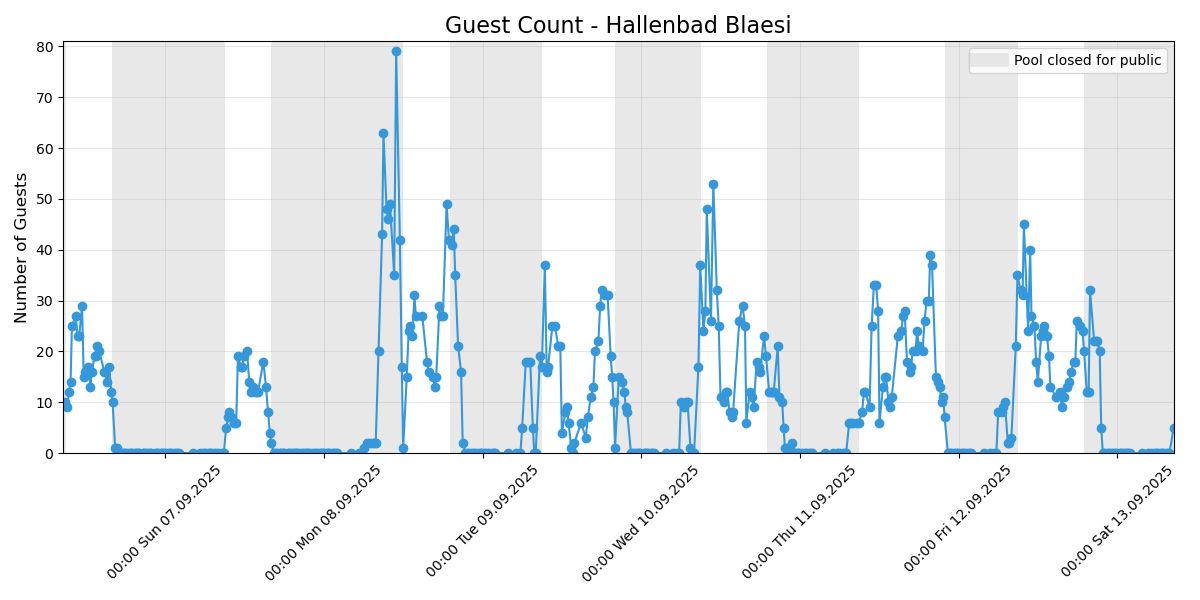 Guest Count - Hallenbad Blaesi
Pool closed for public
Number of Guests
80
70
60
50
40
30
20
10
0
00:00 Sun 07.09.2025
00:00 Mon 08.09.2025
00:00 Tue 09.09.2025
00:00 Wed 10.09.2025
00:00 Thu 11.09.2025
00:00 Fri 12.09.2025
00:00 Sat 13.09.2025